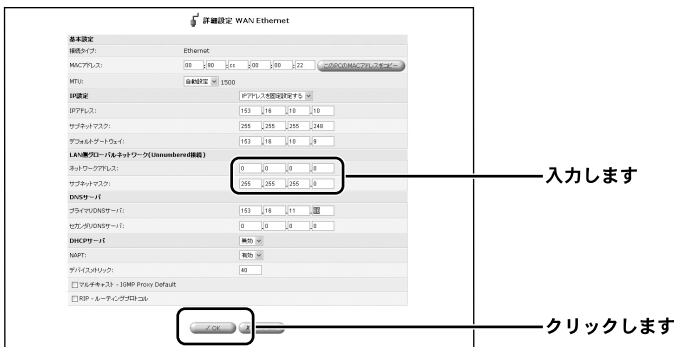 詳細設定 WAN Ethernet
基本設定
接続タイプ: Ethernet
MACアドレス: 00 : 90 : cc : 00 : 00 : 22 このPCのMACアドレスをコピー
MTU: 自動設定 1500
IP設定 IPアドレスを固定設定する
IPアドレス: 153 . 16 . 10 . 10
サブネットマスク: 255 . 255 . 255 . 248
デフォルトゲートウェイ: 153 . 16 . 10 . 9
LAN側グローバルネットワーク(Unnumbered接続)
ネットワークアドレス: 0 . 0 . 0 . 0
サブネットマスク: 255 . 255 . 255 . 0
入力します
DNSサーバ
プライマリDNSサーバ: 153 . 16 . 11
セカンダリDNSサーバ: 0 . 0 . 0 . 0
DHCPサーバ 無効
NAPT: 有効
デバイスメトリック: 40
マルチキャスト - IGMP Proxy Default
RIP - ルーティングプロトコル
✓ OK X
クリックします